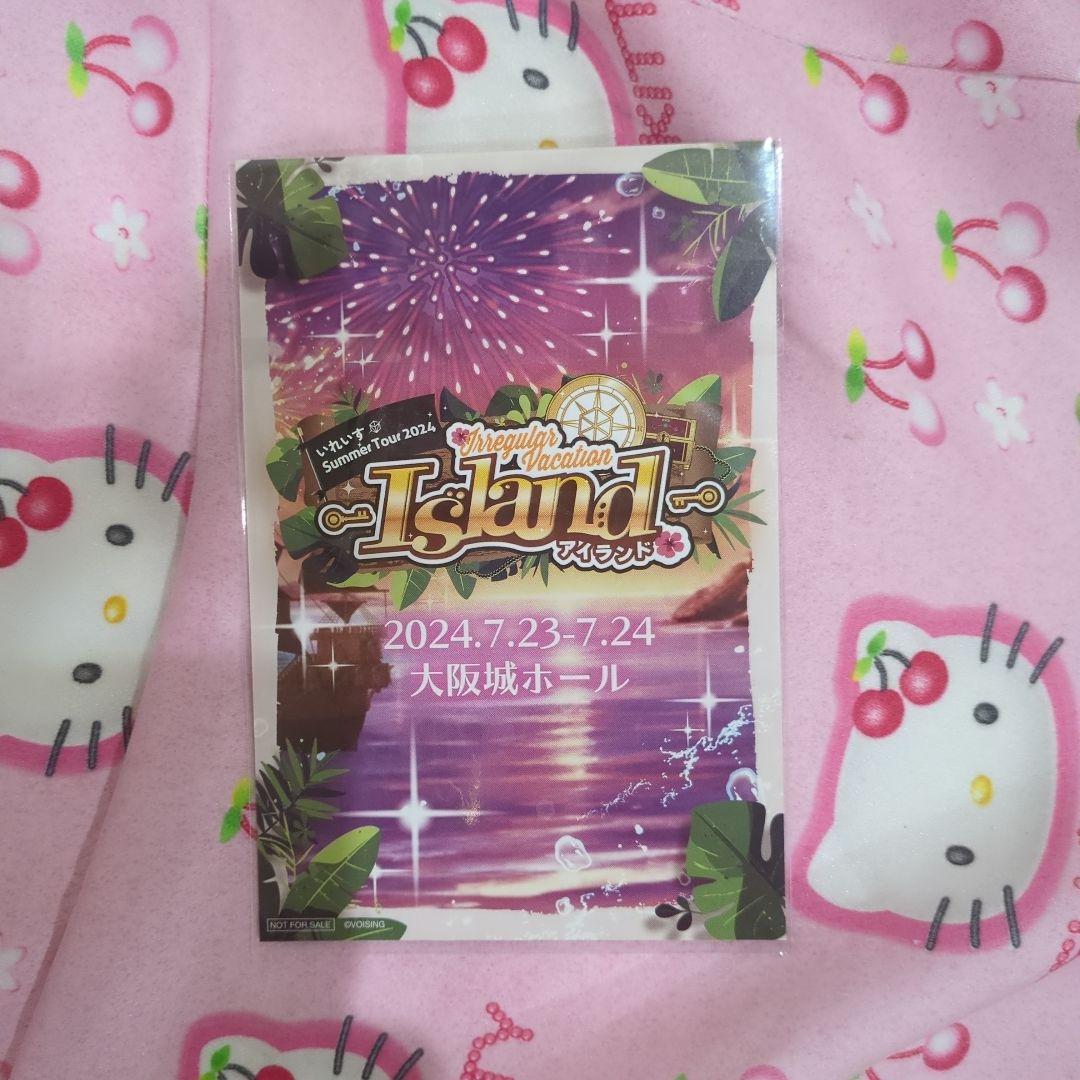 いれいす
Summer Tour 2024
Irregular
Vacation
Island
アイランド
2024.7.23-7.24
大阪城ホール
NOT FOR SALE ©VOISING